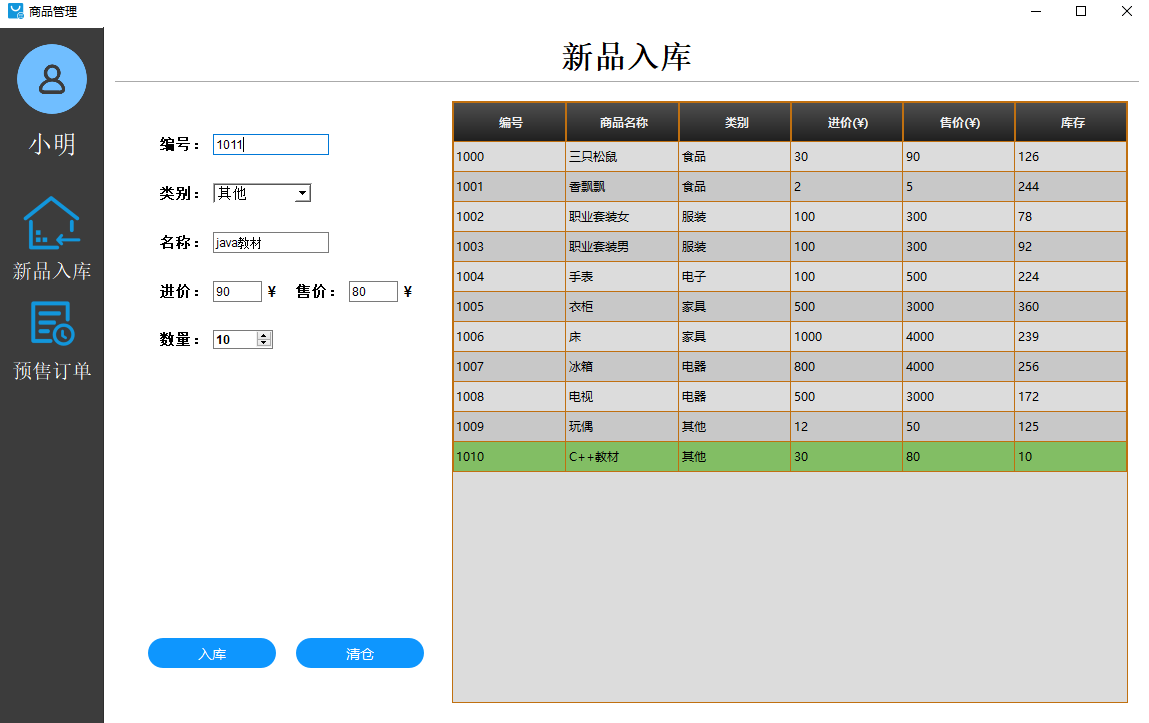 商品管理
小明
新品入库
预售订单
新品入库
编号： 1011
类别： 其他
名称： java教材
进价： 90 ¥ 售价： 80 ¥
数量： 10
入库 清仓
编号 商品名称 类别 进价(¥) 售价(¥) 库存
1000 三只松鼠 食品 30 90 126
1001 香飘飘 食品 2 5 244
1002 职业套装女 服装 100 300 78
1003 职业套装男 服装 100 300 92
1004 手表 电子 100 500 224
1005 衣柜 家具 500 3000 360
1006 床 家具 1000 4000 239
1007 冰箱 电器 800 4000 256
1008 电视 电器 500 3000 172
1009 玩偶 其他 12 50 125
1010 C++教材 其他 30 80 10